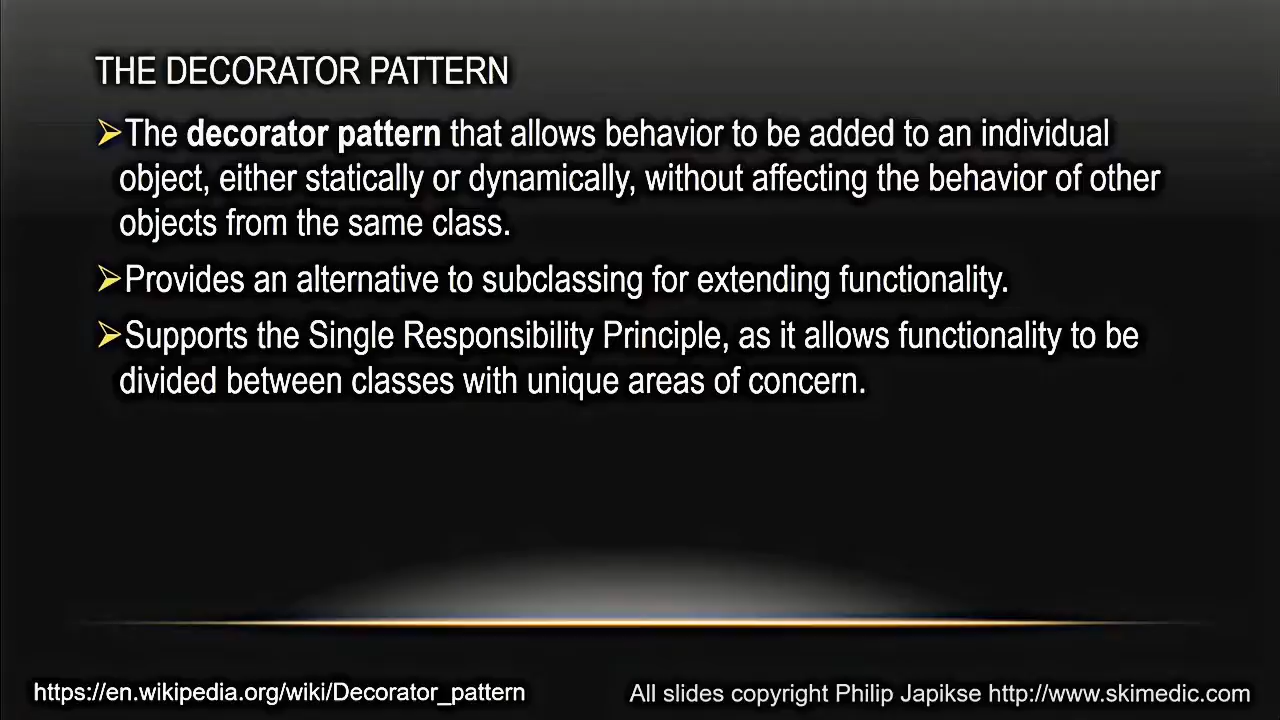 THE DECORATOR PATTERN
The decorator pattern that allows behavior to be added to an individual
object, either statically or dynamically, without affecting the behavior of other
objects from the same class.
Provides an alternative to subclassing for extending functionality.
Supports the Single Responsibility Principle, as it allows functionality to be
divided between classes with unique areas of concern.
https://en.wikipedia.org/wiki/Decorator_pattern
All slides copyright Philip Japikse http://www.skimedic.com